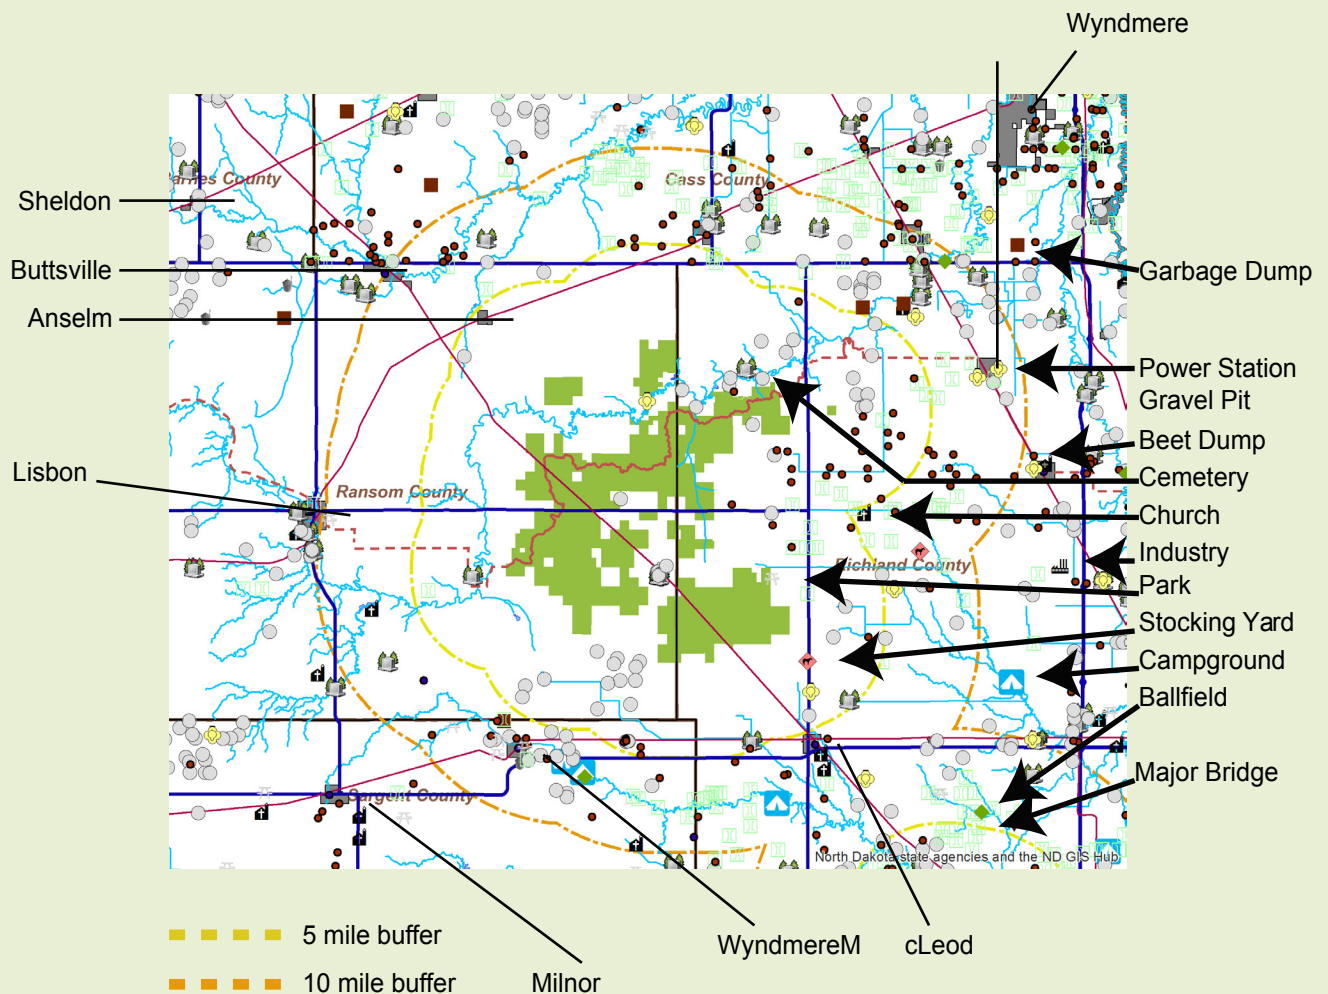 Wyndmere
arnes County
Cass County
Sheldon
Buttsville
Garbage Dump
Anselm
Power Station
Gravel Pit
Beet Dump
Lisbon
Cemetery
Ransom County
Church
Industry
Richland County
Park
Stocking Yard
Campground
Ballfield
Major Bridge
Sargent County
North Dakota state agencies and the ND GIS Hub
5 mile buffer
WyndmereM
cLeod
10 mile buffer
Milnor